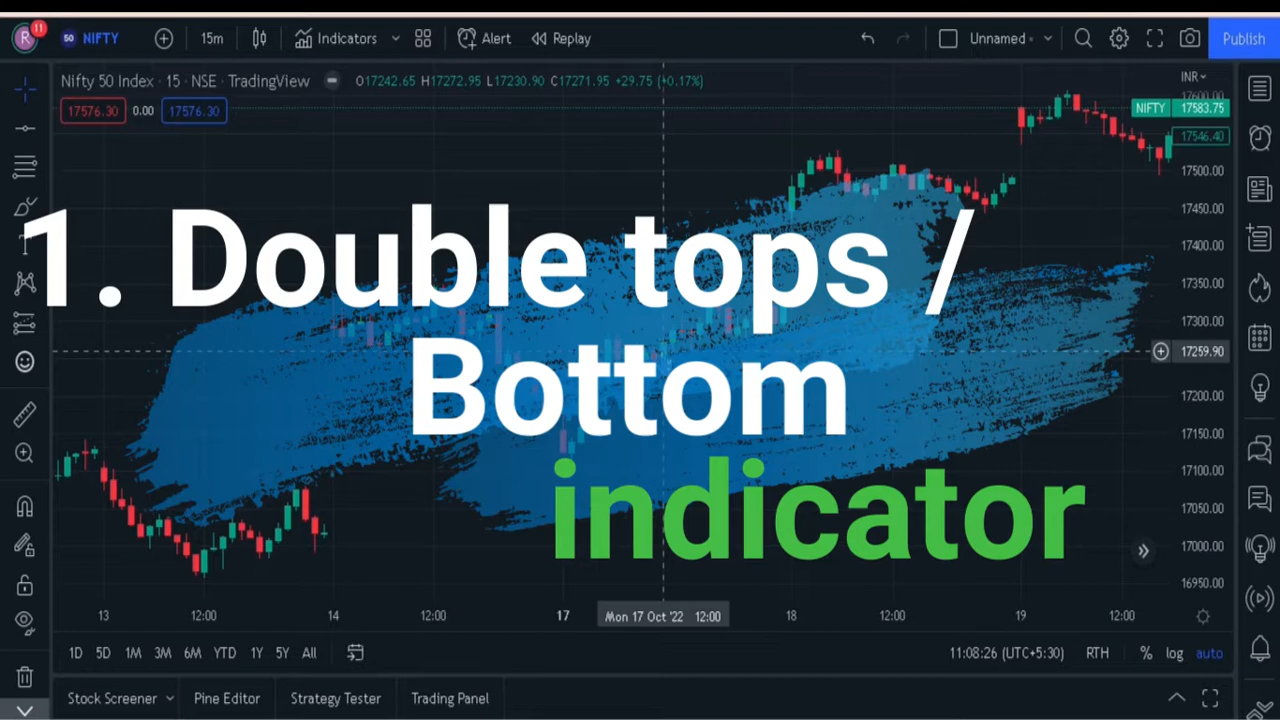 R
11
50 NIFTY
15m
Indicators
Alert
Replay
Unnamed
Publish
Nifty 50 Index · 15 · NSE · TradingView
O17242.65 H17272.95 L17230.90 C17271.95 +29.75 (+0.17%)
INR
17576.30
0.00
17576.30
17600.00
NIFTY 17583.75
17546.40
17500.00
17450.00
17400.00
17350.00
17300.00
17259.90
17200.00
17150.00
17100.00
17050.00
17000.00
16950.00
1. Double tops /
Bottom
indicator
13
12:00
14
12:00
17
Mon 17 Oct '22 12:00
18
12:00
19
12:00
1D 5D 1M 3M 6M YTD 1Y 5Y All
11:08:26 (UTC+5:30) RTH % log auto
Stock Screener
Pine Editor
Strategy Tester
Trading Panel